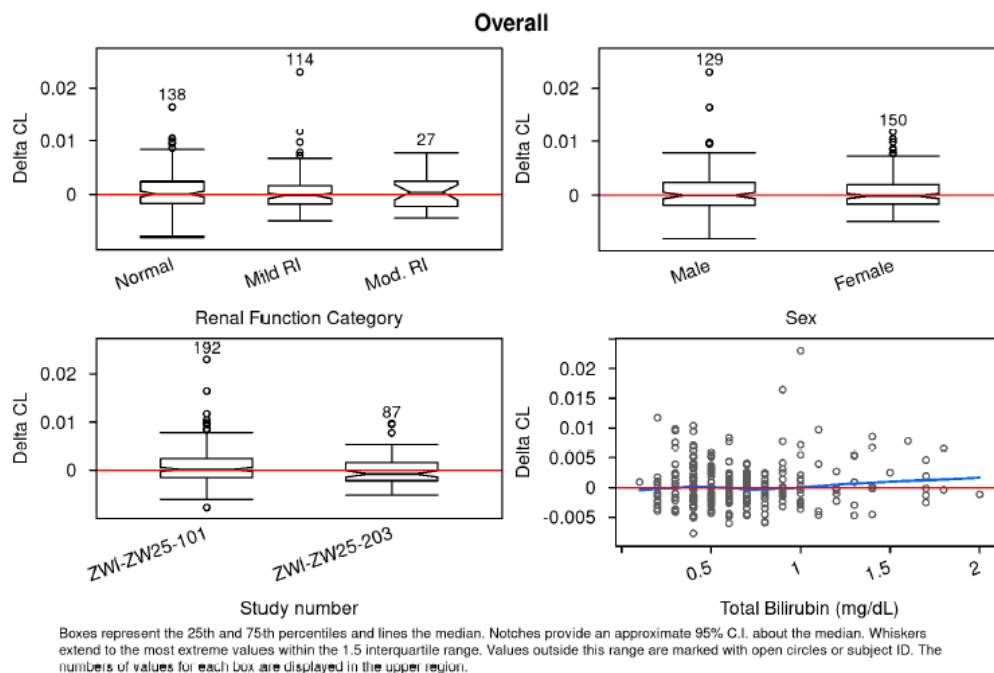 Overall
Delta CL
0.02
0.01
0
138
114
27
Normal
Mild RI
Mod. RI
Renal Function Category
Delta CL
0.02
0.01
0
129
150
Male
Female
Sex
Delta CL
0.02
0.01
0
192
87
ZWI-ZW25-101
ZWI-ZW25-203
Study number
Delta CL
0.02
0.015
0.01
0.005
0
-0.005
0.5
1
1.5
2
Total Bilirubin (mg/dL)
Boxes represent the 25th and 75th percentiles and lines the median. Notches provide an approximate 95% C.I. about the median. Whiskers
extend to the most extreme values within the 1.5 interquartile range. Values outside this range are marked with open circles or subject ID. The
numbers of values for each box are displayed in the upper region.